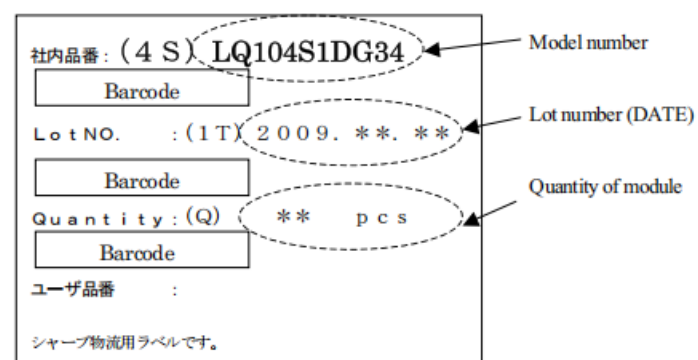 社内品番：(4S) LQ104S1DG34
Model number
Barcode
LotNO. :(1T) 2009. **. **
Lot number (DATE)
Barcode
Quantity of module
Quantity:(Q) ** pcs
Barcode
ユーザ品番 :
シャープ物流用ラベルです。